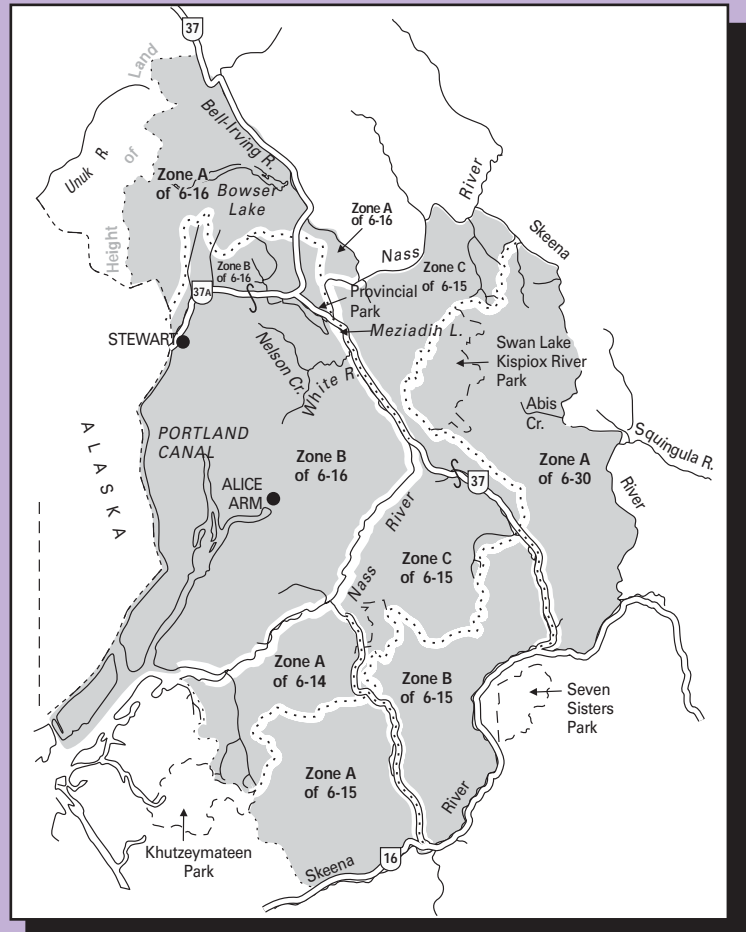 37
Land
of
Height
Unuk R.
Bell-Irving R.
Zone A
of 6-16
Bowser
Lake
Zone A
of 6-16
River
Nass
Skeena
Zone B
of 6-16
Zone C
of 6-15
37A
Provincial
Park
STEWART
Meziadin L.
Nelson Cr.
White R.
Swan Lake
Kispiox River
Park
Abis
Cr.
Squingula R.
ALASKA
PORTLAND
CANAL
Zone B
of 6-16
Zone A
of 6-30
ALICE
ARM
37
River
River
Nass
Zone C
of 6-15
Zone A
of 6-14
Zone B
of 6-15
Seven
Sisters
Park
Zone A
of 6-15
River
Khutzeymateen
Park
Skeena
16